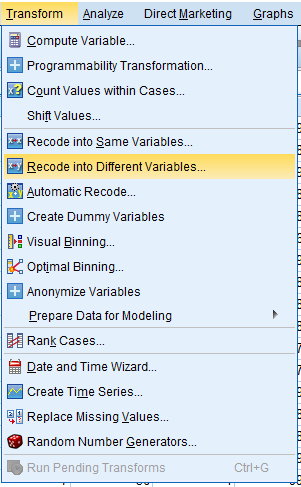 Transform Analyze Direct Marketing Graphs
Compute Variable...
Programmability Transformation...
Count Values within Cases...
Shift Values...
Recode into Same Variables...
Recode into Different Variables...
Automatic Recode...
Create Dummy Variables
Visual Binning...
Optimal Binning...
Anonymize Variables
Prepare Data for Modeling
Rank Cases...
Date and Time Wizard...
Create Time Series...
Replace Missing Values...
Random Number Generators...
Run Pending Transforms Ctrl+G